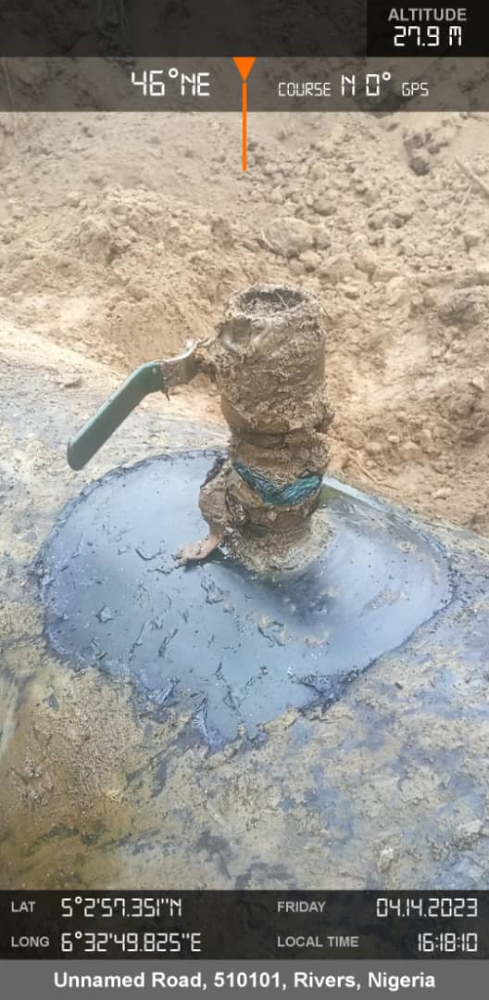 ALTITUDE
27.9 M
46°NE
COURSE N 0° GPS
LAT 5°2'57.351"N
FRIDAY 04.14.2023
LONG 6°32'49.825"E
LOCAL TIME 16:18:10
Unnamed Road, 510101, Rivers, Nigeria